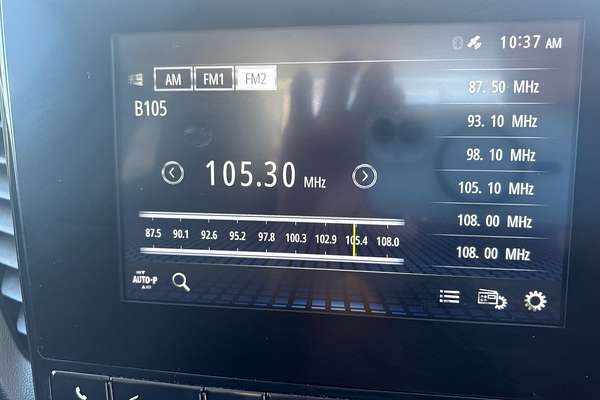 10:37 AM
AM FM1 FM2
B105
105.30 MHz
87.5 90.1 92.6 95.2 97.8 100.3 102.9 105.4 108.0
AUTO-P
87. 50 MHz
93. 10 MHz
98. 10 MHz
105. 10 MHz
108. 00 MHz
108. 00 MHz